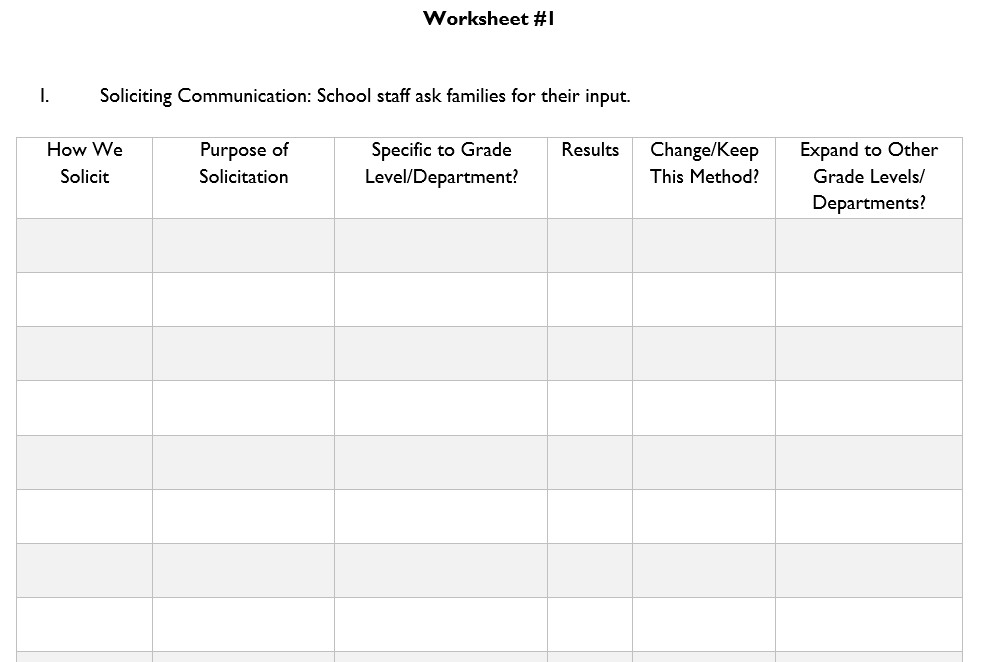 Worksheet #1
I. Soliciting Communication: School staff ask families for their input.
How We
Solicit
Purpose of
Solicitation
Specific to Grade
Level/Department?
Results
Change/Keep
This Method?
Expand to Other
Grade Levels/
Departments?